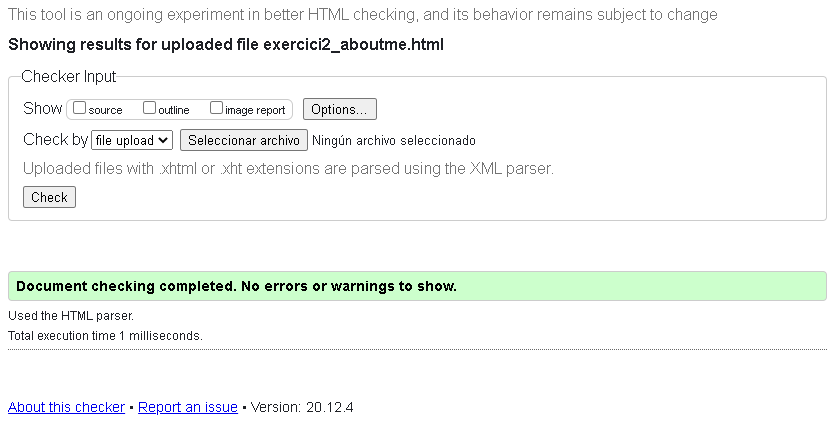 This tool is an ongoing experiment in better HTML checking, and its behavior remains subject to change
Showing results for uploaded file exercici2_aboutme.html
Checker Input
Show source outline image report Options...
Check by file upload Seleccionar archivo Ningún archivo seleccionado
Uploaded files with .xhtml or .xht extensions are parsed using the XML parser.
Check
Document checking completed. No errors or warnings to show.
Used the HTML parser.
Total execution time 1 milliseconds.
About this checker • Report an issue • Version: 20.12.4